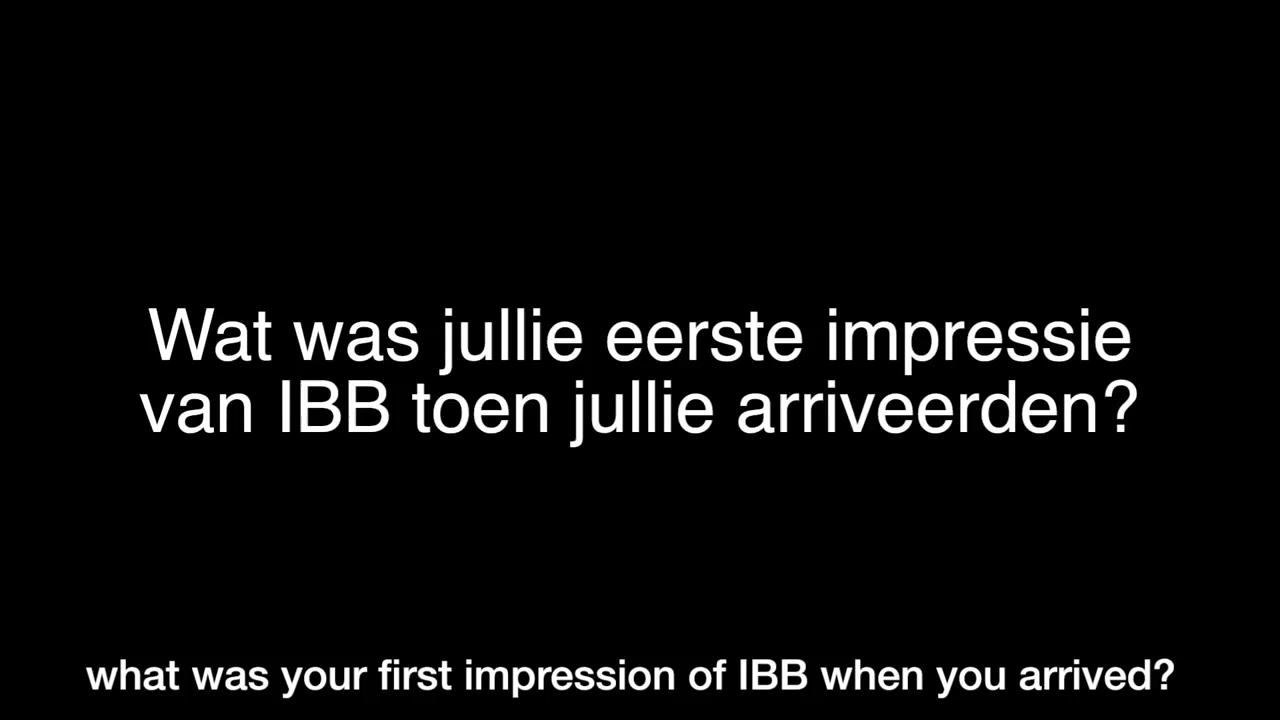 Wat was jullie eerste impressie
van IBB toen jullie arriveerden?
what was your first impression of IBB when you arrived?